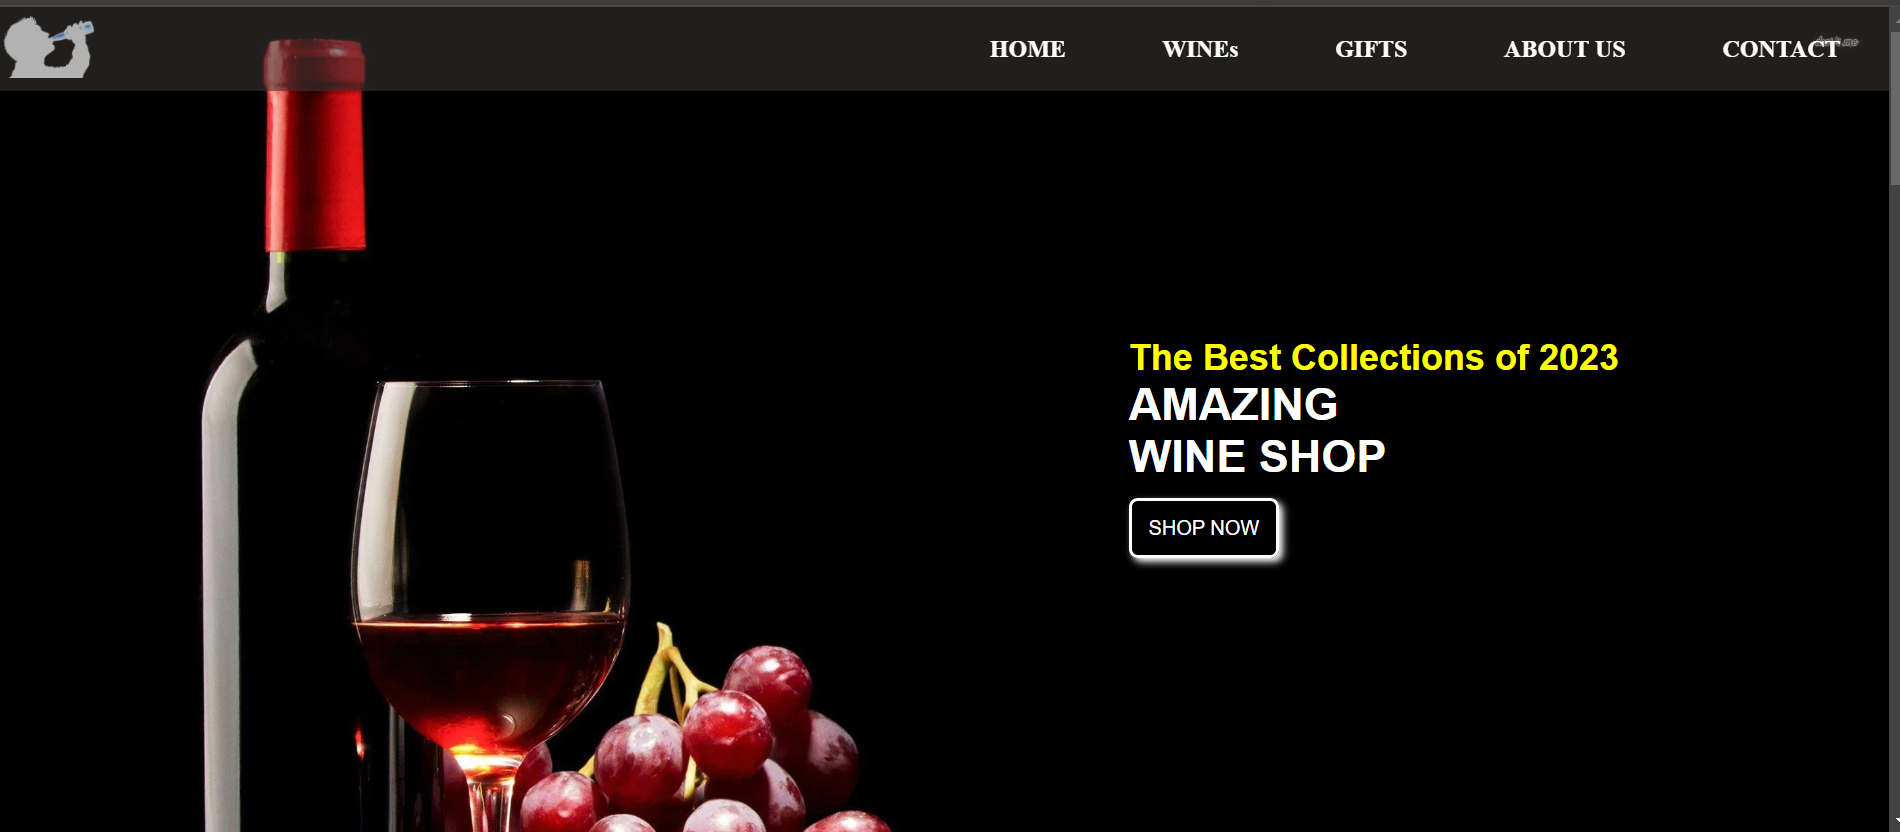 HOME WINEs GIFTS ABOUT US CONTACT
The Best Collections of 2023
AMAZING
WINE SHOP
SHOP NOW